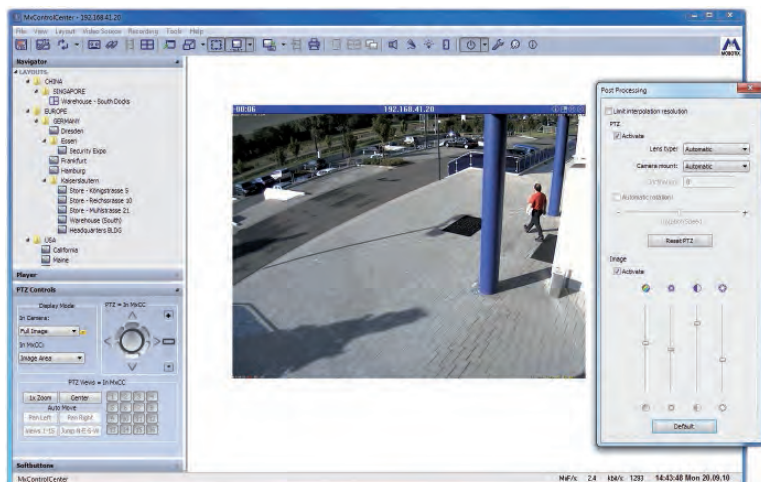 MxControlCenter - 192.168.41.20
File View Layout Video Source Recording Tools Help
MOBOTIX
Navigator
LAYOUTS
CHINA
SINGAPORE
Warehouse - South Docks
EUROPE
GERMANY
Dresden
Essen
Security Expo
Frankfurt
Hamburg
Kaiserslautern
Store - Königstrasse 5
Store - Reichsstrasse 10
Store - Mühlstrasse 21
Warehouse (South)
Headquarters BLDG
USA
California
Maine
Player
PTZ Controls
Display Mode
In Camera:
Full Image
In MxCC:
Image Area
PTZ = In MxCC
PTZ Views = In MxCC
1x Zoom Center
Auto Move
Pan Left Pan Right
Jump N-E-S-W
Softbuttons
-00:06 192.168.41.20
Post Processing
Limit interpolation resolution
PTZ
Activate
Lens type: Automatic
Camera mount: Automatic
Automatic rotation:
Reset PTZ
Image
Activate
Default
MxControlCenter
MxF/s: 2.4 kbit/s: 1293 14:43:48 Mon 20.09.10